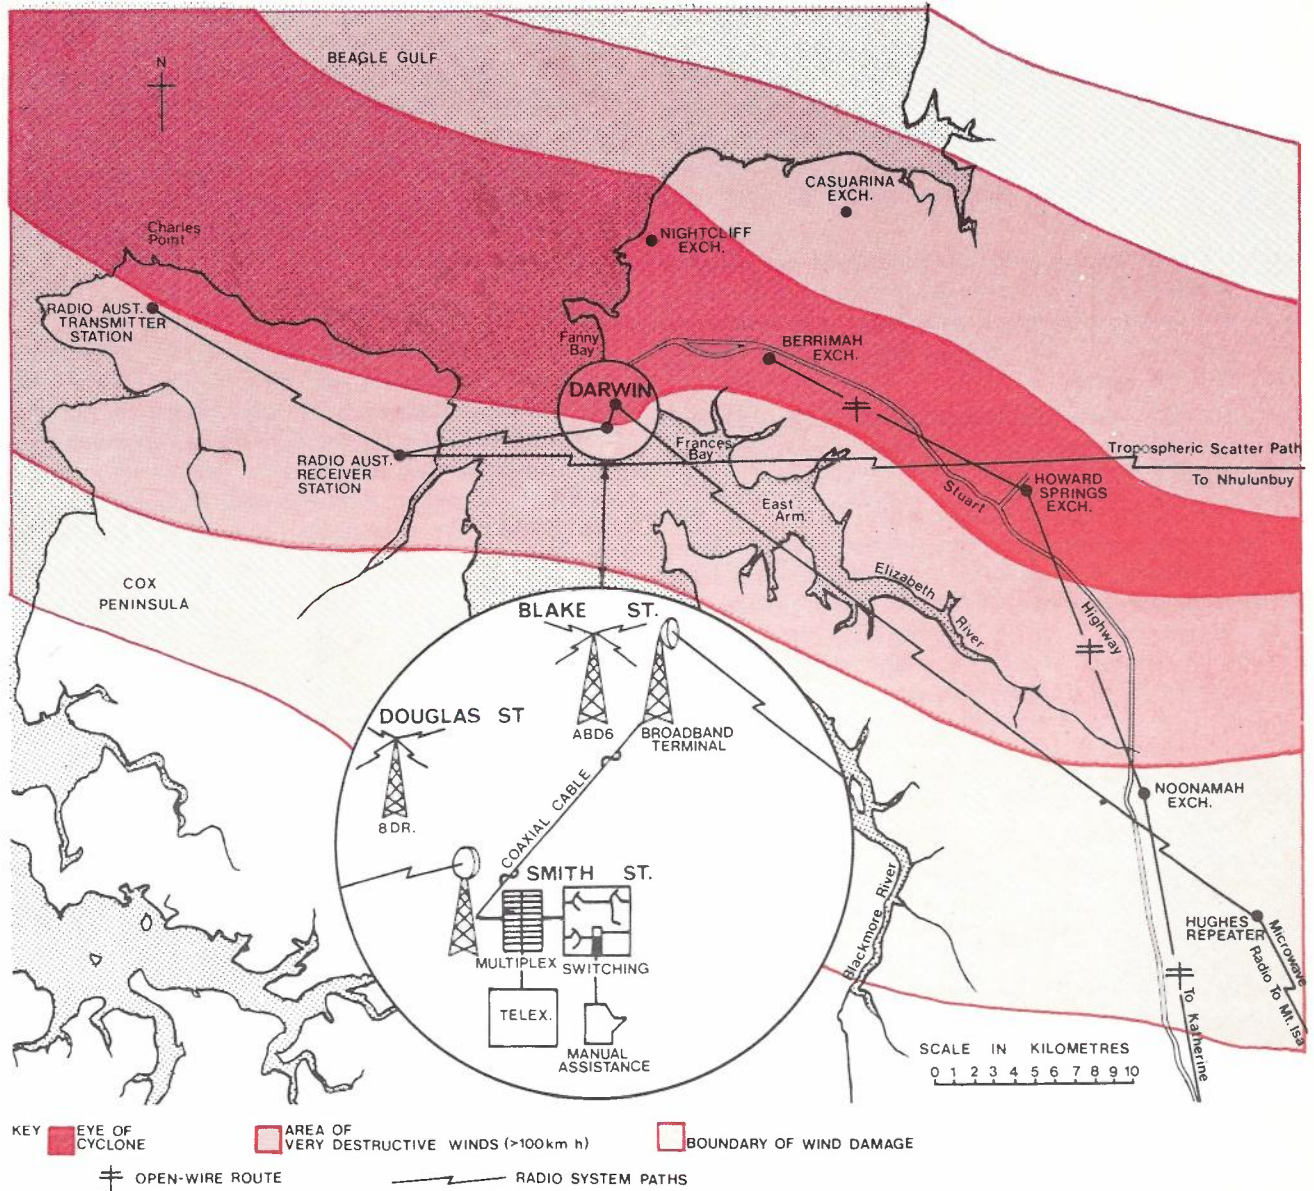 BEAGLE GULF
N
CASUARINA
EXCH.
Charles
Point
NIGHTCLIFF
EXCH.
RADIO AUST.
TRANSMITTER
STATION
Fanny
Bay
BERRIMAH
EXCH.
DARWIN
Frances
Bay
RADIO AUST.
RECEIVER
STATION
Tropospheric Scatter Path
To Nhulunbuy
HOWARD
SPRINGS
EXCH.
Stuart
Highway
East
Arm
Elizabeth
River
COX
PENINSULA
BLAKE ST.
ABD6
BROADBAND
TERMINAL
DOUGLAS ST
8DR.
COAXIAL CABLE
SMITH ST.
MULTIPLEX
SWITCHING
TELEX.
MANUAL
ASSISTANCE
NOONAMAH
EXCH.
Blackmore River
HUGHES
REPEATER
Microwave
Radio To Mt. Isa
To Katherine
SCALE IN KILOMETRES
0 1 2 3 4 5 6 7 8 9 10
KEY
EYE OF
CYCLONE
AREA OF
VERY DESTRUCTIVE WINDS (>100km h)
BOUNDARY OF WIND DAMAGE
OPEN-WIRE ROUTE
RADIO SYSTEM PATHS